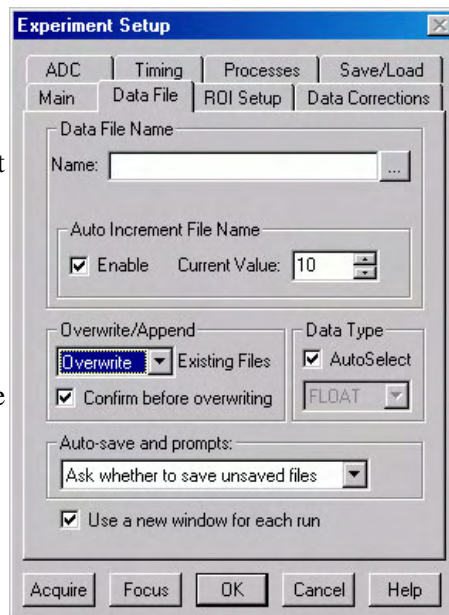 Experiment Setup
ADC Timing Processes Save/Load
Main Data File ROI Setup Data Corrections
Data File Name
t
Name: ...
Auto Increment File Name
Enable Current Value: 10
Overwrite/Append Data Type
Overwrite Existing Files AutoSelect
e Confirm before overwriting FLOAT
Auto-save and prompts:
Ask whether to save unsaved files
Use a new window for each run
Acquire Focus OK Cancel Help